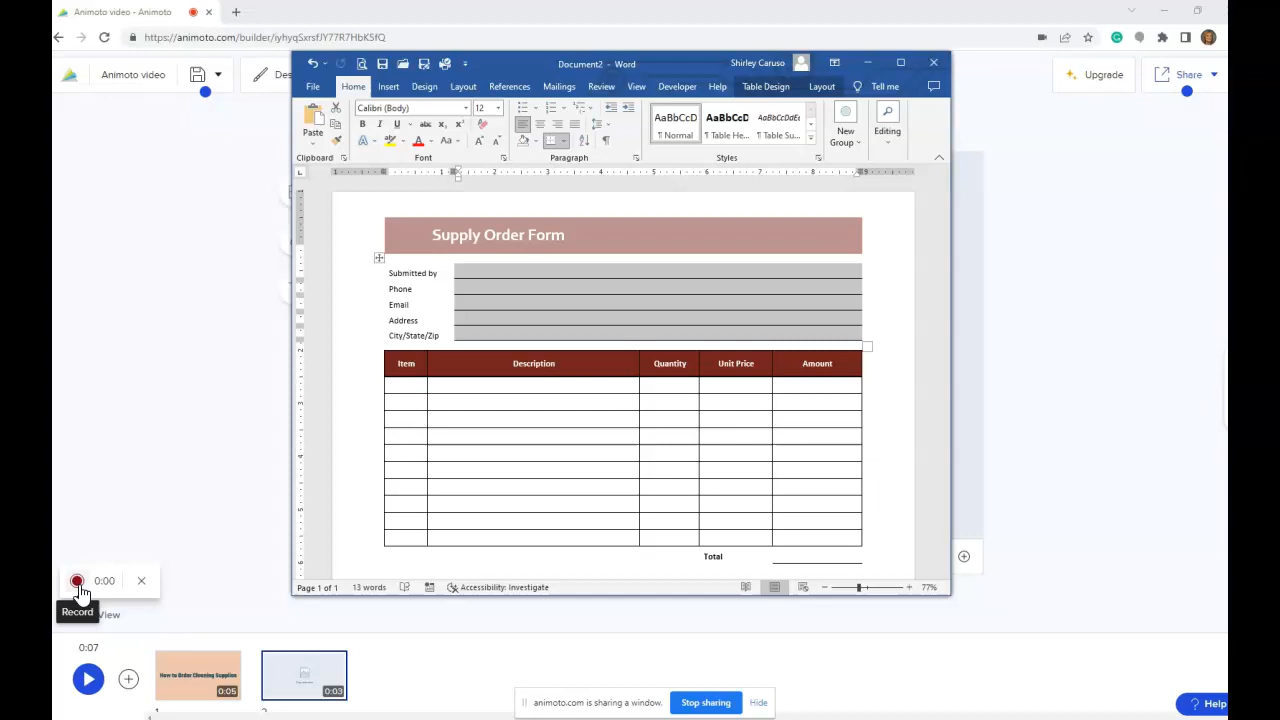 Animoto video
https://animoto.com/builder/iyhyqSxrsfJY77R7HbK5fQ
Animoto video
Upgrade
Share
Document2 - Word
Shirley Caruso
File Home Insert Design Layout References Mailings Review View Developer Help Table Design Layout Tell me
Paste
Calibri (Body) 12
Clipboard
Font
Paragraph
AaBbCcD
¶ Normal
AaBbCcD
¶ Table He...
AaBbCcDdEe
¶ Table Su...
Styles
New Group
Editing
Supply Order Form
Submitted by
Phone
Email
Address
City/State/Zip
Item Description Quantity Unit Price Amount
Total
Page 1 of 1 13 words Accessibility: Investigate 77%
0:00
Record
View
0:07
How to Order Cleaning Supplies
0:05
0:03
1
animoto.com is sharing a window. Stop sharing Hide
? Help